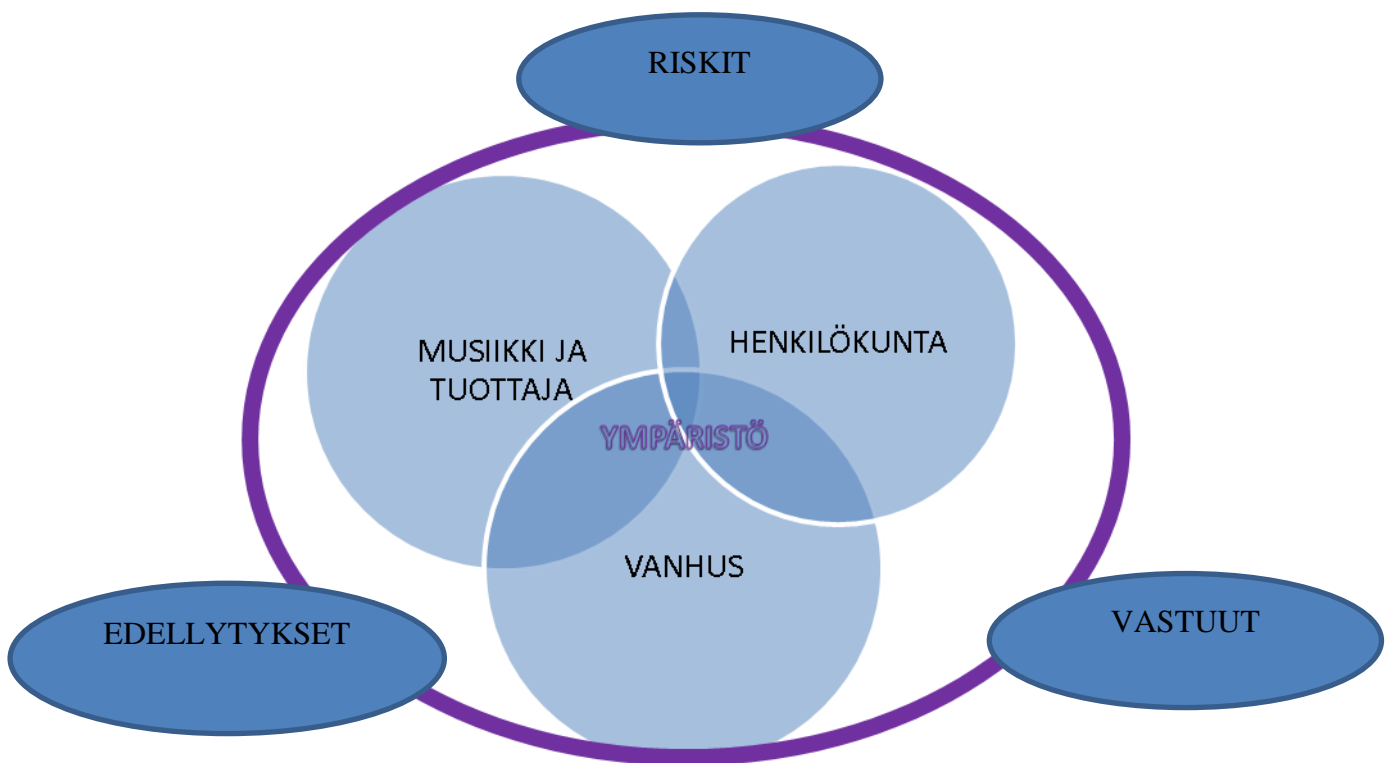 RISKIT
MUSIIKKI JA
TUOTTAJA
HENKILÖKUNTA
YMPÄRISTÖ
VANHUS
EDELLYTYKSET
VASTUUT